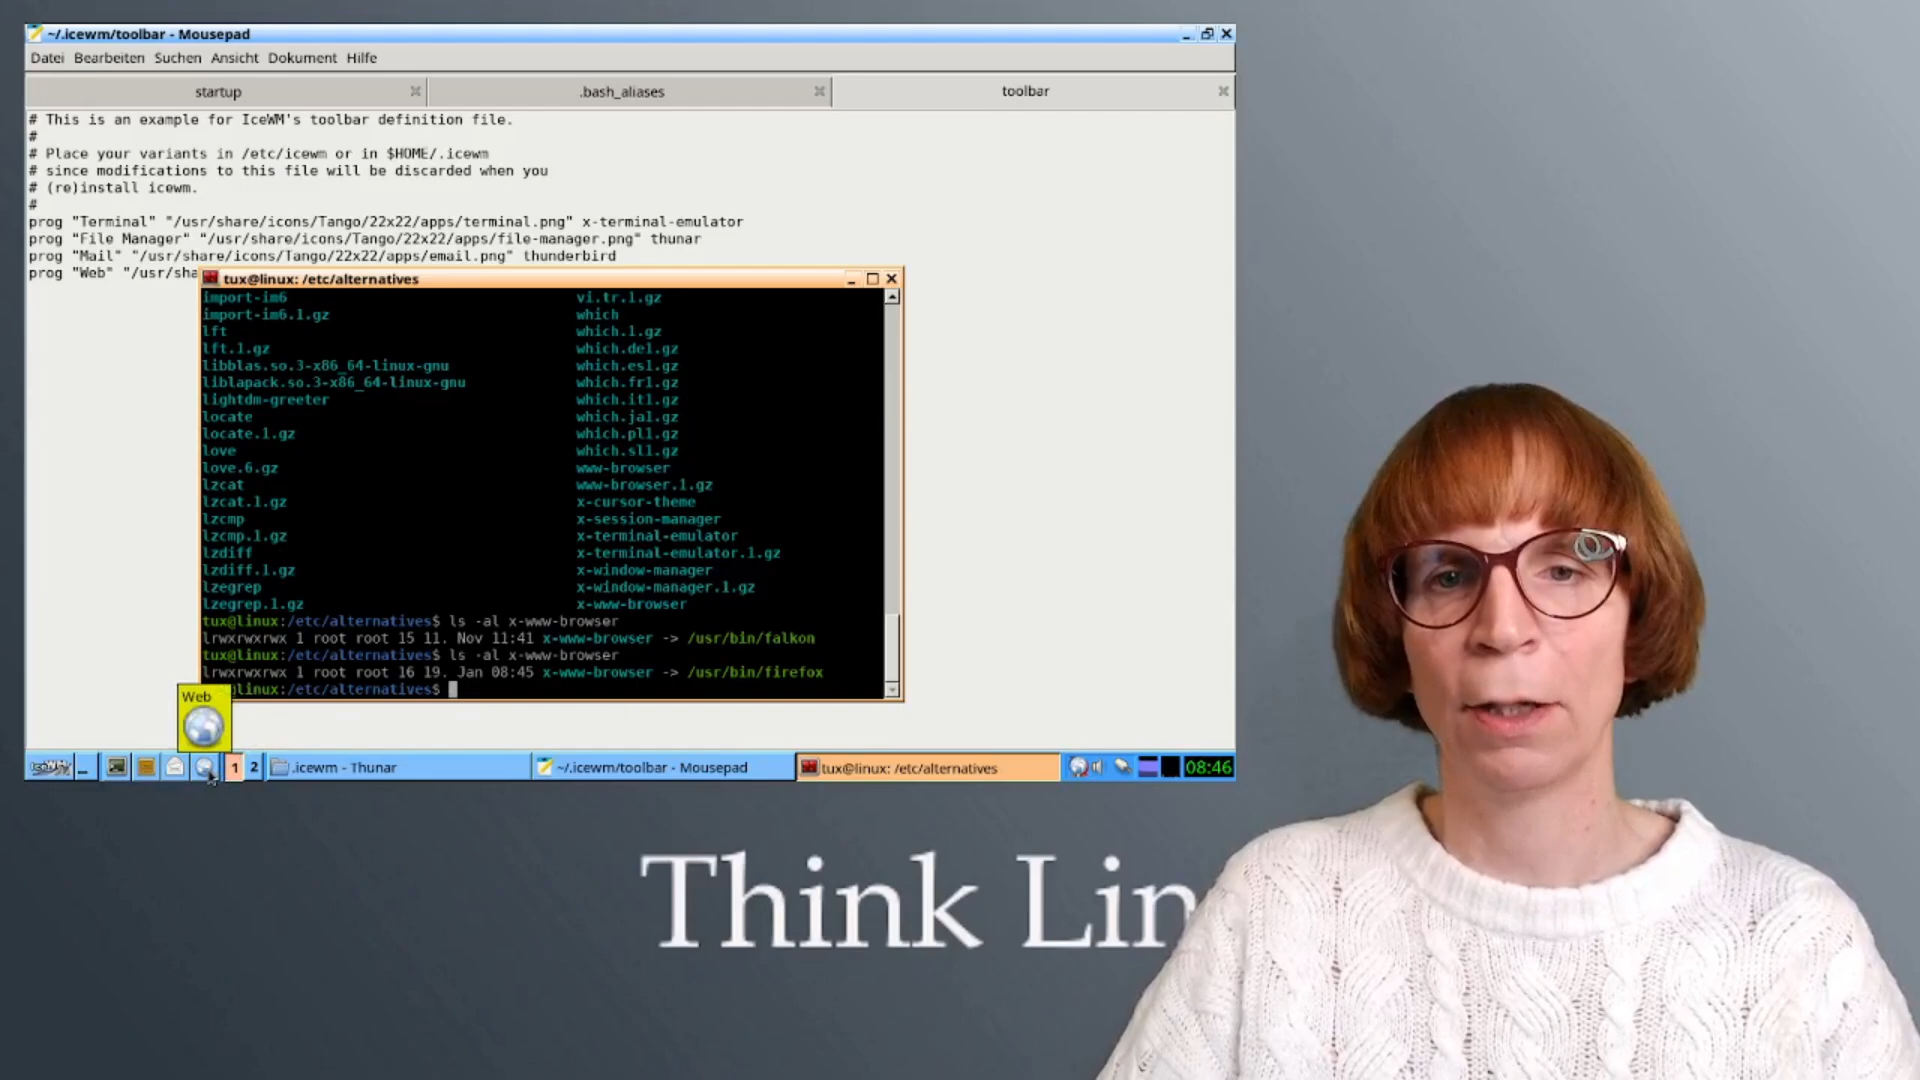 ~/.icewm/toolbar - Mousepad
Datei Bearbeiten Suchen Ansicht Dokument Hilfe
startup
.bash_aliases
toolbar
# This is an example for IceWM's toolbar definition file.
#
# Place your variants in /etc/icewm or in $HOME/.icewm
# since modifications to this file will be discarded when you
# (re)install icewm.
#
prog "Terminal" "/usr/share/icons/Tango/22x22/apps/terminal.png" x-terminal-emulator
prog "File Manager" "/usr/share/icons/Tango/22x22/apps/file-manager.png" thunar
prog "Mail" "/usr/share/icons/Tango/22x22/apps/email.png" thunderbird
prog "Web" "/usr/sha
tux@linux: /etc/alternatives
import-im6 vi.tr.1.gz
import-im6.1.gz which
lft which.1.gz
lft.1.gz which.de1.gz
libblas.so.3-x86_64-linux-gnu which.es1.gz
liblapack.so.3-x86_64-linux-gnu which.fr1.gz
lightdm-greeter which.it1.gz
locate which.ja1.gz
locate.1.gz which.pl1.gz
love which.sl1.gz
love.6.gz www-browser
lzcat www-browser.1.gz
lzcat.1.gz x-cursor-theme
lzcmp x-session-manager
lzcmp.1.gz x-terminal-emulator
lzdiff x-terminal-emulator.1.gz
lzdiff.1.gz x-window-manager
lzegrep x-window-manager.1.gz
lzegrep.1.gz x-www-browser
tux@linux:/etc/alternatives$ ls -al x-www-browser
lrwxrwxrwx 1 root root 15 11. Nov 11:41 x-www-browser -> /usr/bin/falkon
tux@linux:/etc/alternatives$ ls -al x-www-browser
lrwxrwxrwx 1 root root 16 19. Jan 08:45 x-www-browser -> /usr/bin/firefox
linux:/etc/alternatives$
Web
IceWM 1 2 .icewm - Thunar ~/.icewm/toolbar - Mousepad tux@linux: /etc/alternatives 08:46
Think Lin